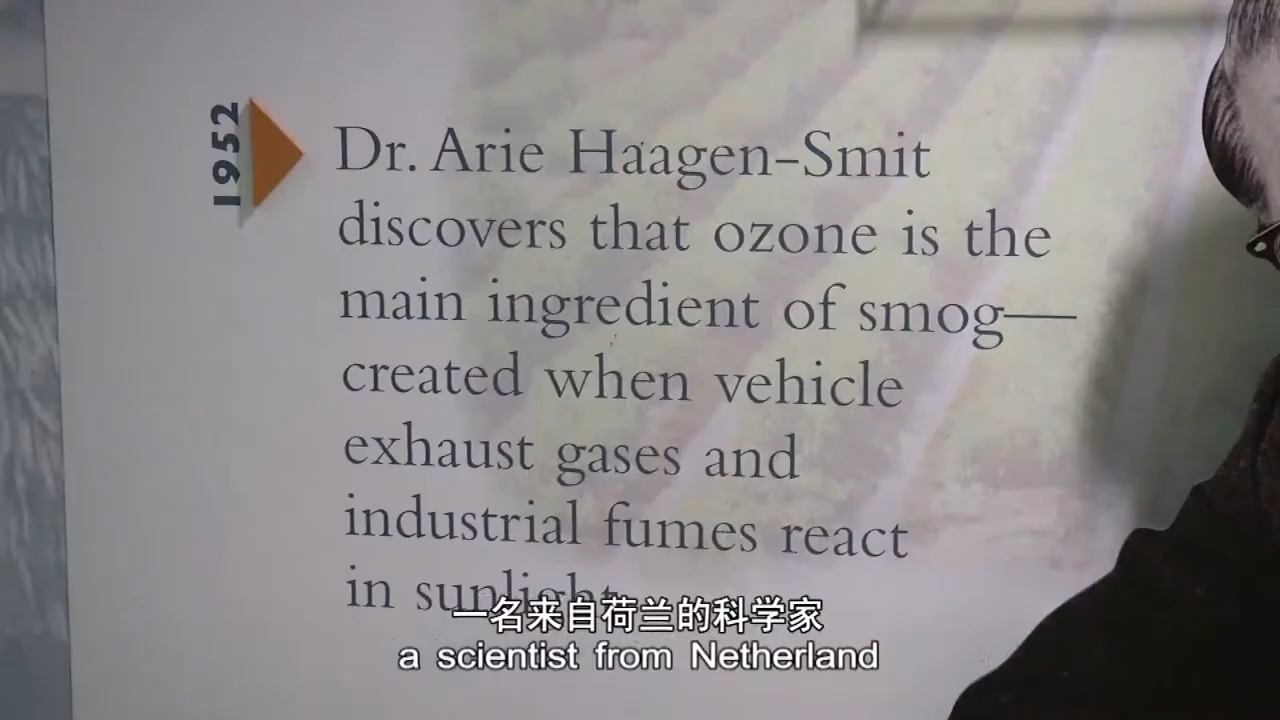 1952
Dr. Arie Haagen-Smit
discovers that ozone is the
main ingredient of smog—
created when vehicle
exhaust gases and
industrial fumes react
in sunlight.
一名来自荷兰的科学家
a scientist from Netherland